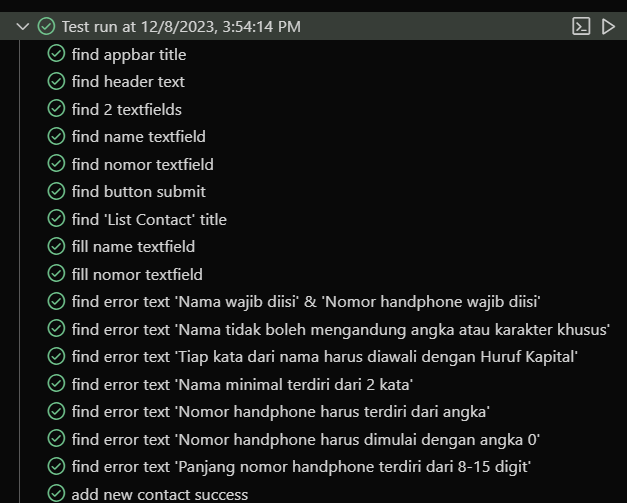 Test run at 12/8/2023, 3:54:14 PM
find appbar title
find header text
find 2 textfields
find name textfield
find nomor textfield
find button submit
find 'List Contact' title
fill name textfield
fill nomor textfield
find error text 'Nama wajib diisi' & 'Nomor handphone wajib diisi'
find error text 'Nama tidak boleh mengandung angka atau karakter khusus'
find error text 'Tiap kata dari nama harus diawali dengan Huruf Kapital'
find error text 'Nama minimal terdiri dari 2 kata'
find error text 'Nomor handphone harus terdiri dari angka'
find error text 'Nomor handphone harus dimulai dengan angka 0'
find error text 'Panjang nomor handphone terdiri dari 8-15 digit'
add new contact success